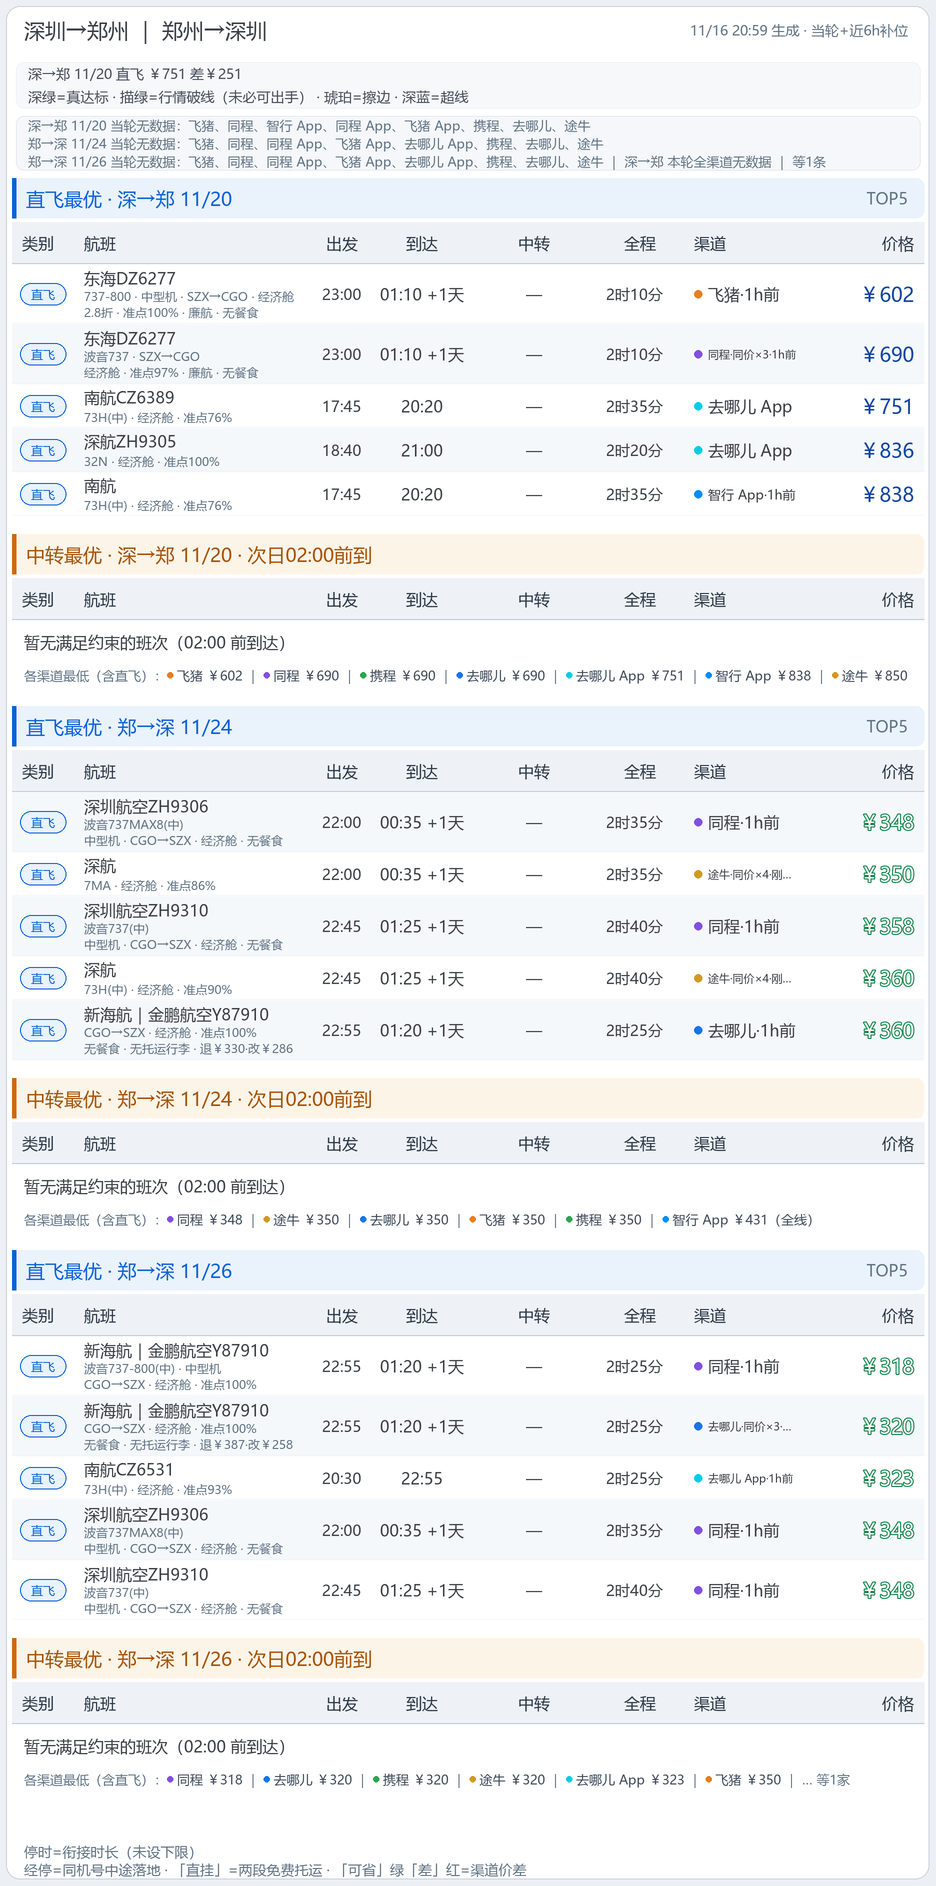 深圳→郑州 | 郑州→深圳
11/16 20:59 生成 · 当轮+近6h补位
深→郑 11/20 直飞 ¥751 差¥251
深绿=真达标 · 描绿=行情破线（未必可出手） · 琥珀=擦边 · 深蓝=超线
深→郑 11/20 当轮无数据：飞猪、同程、智行 App、同程 App、飞猪 App、携程、去哪儿、途牛
郑→深 11/24 当轮无数据：飞猪、同程、同程 App、飞猪 App、去哪儿 App、携程、去哪儿、途牛
郑→深 11/26 当轮无数据：飞猪、同程、同程 App、飞猪 App、去哪儿 App、携程、去哪儿、途牛 | 深→郑 本轮全渠道无数据 | 等1条
直飞最优 · 深→郑 11/20 TOP5
类别 航班 出发 到达 中转 全程 渠道 价格
东海DZ6277
737-800 · 中型机 · SZX→CGO · 经济舱
直飞 23:00 01:10 +1天 — 2时10分 飞猪·1h前 ¥602
2.8折 · 准点100% · 廉航 · 无餐食
东海DZ6277
波音737 · SZX→CGO
直飞 23:00 01:10 +1天 — 2时10分 同程·同价×3·1h前 ¥690
经济舱 · 准点97% · 廉航 · 无餐食
南航CZ6389
直飞 17:45 20:20 — 2时35分 去哪儿 App ¥751
73H(中) · 经济舱 · 准点76%
深航ZH9305
直飞 18:40 21:00 — 2时20分 去哪儿 App ¥836
32N · 经济舱 · 准点100%
南航
直飞 17:45 20:20 — 2时35分 智行 App·1h前 ¥838
73H(中) · 经济舱 · 准点76%
中转最优 · 深→郑 11/20 · 次日02:00前到
类别 航班 出发 到达 中转 全程 渠道 价格
暂无满足约束的班次（02:00 前到达）
各渠道最低（含直飞）: 飞猪 ¥602 | 同程 ¥690 | 携程 ¥690 | 去哪儿 ¥690 | 去哪儿 App ¥751 | 智行 App ¥838 | 途牛 ¥850
直飞最优 · 郑→深 11/24 TOP5
类别 航班 出发 到达 中转 全程 渠道 价格
深圳航空ZH9306
波音737MAX8(中)
直飞 22:00 00:35 +1天 — 2时35分 同程·1h前 ¥348
中型机 · CGO→SZX · 经济舱 · 无餐食
深航
直飞 22:00 00:35 +1天 — 2时35分 途牛·同价×4·刚... ¥350
7MA · 经济舱 · 准点86%
深圳航空ZH9310
波音737(中)
直飞 22:45 01:25 +1天 — 2时40分 同程·1h前 ¥358
中型机 · CGO→SZX · 经济舱 · 无餐食
深航
直飞 22:45 01:25 +1天 — 2时40分 途牛·同价×4·刚... ¥360
73H(中) · 经济舱 · 准点90%
新海航 | 金鹏航空Y87910
CGO→SZX · 经济舱 · 准点100%
直飞 22:55 01:20 +1天 — 2时25分 去哪儿·1h前 ¥360
无餐食 · 无托运行李 · 退¥330·改¥286
中转最优 · 郑→深 11/24 · 次日02:00前到
类别 航班 出发 到达 中转 全程 渠道 价格
暂无满足约束的班次（02:00 前到达）
各渠道最低（含直飞）: 同程 ¥348 | 途牛 ¥350 | 去哪儿 ¥350 | 飞猪 ¥350 | 携程 ¥350 | 智行 App ¥431（全线）
直飞最优 · 郑→深 11/26 TOP5
类别 航班 出发 到达 中转 全程 渠道 价格
新海航 | 金鹏航空Y87910
波音737-800(中) · 中型机
直飞 22:55 01:20 +1天 — 2时25分 同程·1h前 ¥318
CGO→SZX · 经济舱 · 准点100%
新海航 | 金鹏航空Y87910
CGO→SZX · 经济舱 · 准点100%
直飞 22:55 01:20 +1天 — 2时25分 去哪儿·同价×3·... ¥320
无餐食 · 无托运行李 · 退¥387·改¥258
南航CZ6531
直飞 20:30 22:55 — 2时25分 去哪儿 App·1h前 ¥323
73H(中) · 经济舱 · 准点93%
深圳航空ZH9306
波音737MAX8(中)
直飞 22:00 00:35 +1天 — 2时35分 同程·1h前 ¥348
中型机 · CGO→SZX · 经济舱 · 无餐食
深圳航空ZH9310
波音737(中)
直飞 22:45 01:25 +1天 — 2时40分 同程·1h前 ¥348
中型机 · CGO→SZX · 经济舱 · 无餐食
中转最优 · 郑→深 11/26 · 次日02:00前到
类别 航班 出发 到达 中转 全程 渠道 价格
暂无满足约束的班次（02:00 前到达）
各渠道最低（含直飞）: 同程 ¥318 | 去哪儿 ¥320 | 携程 ¥320 | 途牛 ¥320 | 去哪儿 App ¥323 | 飞猪 ¥350 | ... 等1家
停时=衔接时长（未设下限）
经停=同机号中途落地 · 「直挂」=两段免费托运 · 「可省」绿「差」红=渠道价差